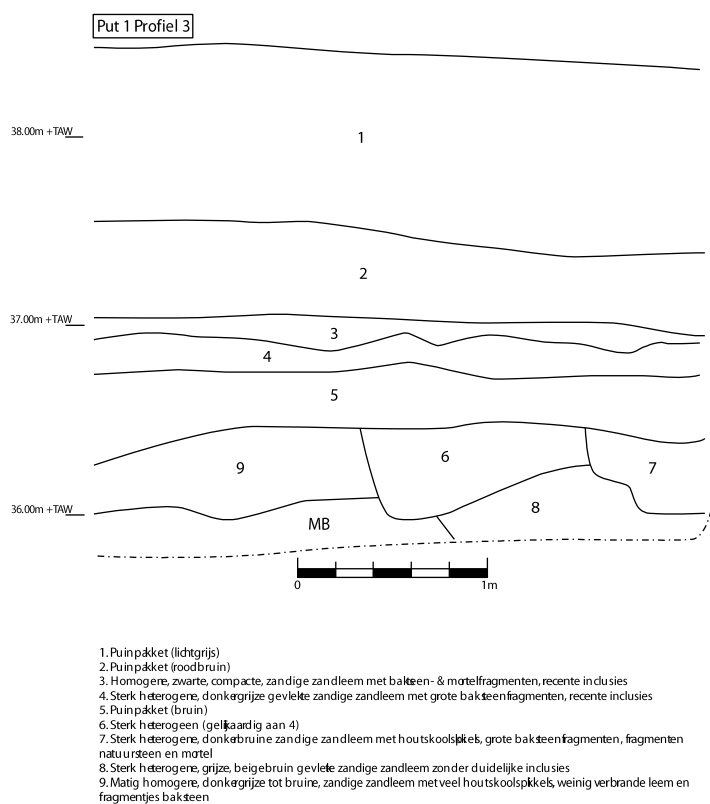 Put 1 Profiel 3
38.00m +TAW
1
2
37.00m +TAW
3
4
5
9
6
7
36.00m +TAW
8
MB
0
1m
1. Puinpakket (lichtgrijs)
2. Puinpakket (roodbruin)
3. Homogene, zwarte, compacte, zandige zandleem met baksteen- & mortelfragmenten, recente inclusies
4. Sterk heterogene, donkergrijze gevlekte zandige zandleem met grote baksteenfragmenten, recente inclusies
5. Puinpakket (bruin)
6. Sterk heterogeen (gelijkaardig aan 4)
7. Sterk heterogene, donkerbruine zandige zandleem met houtskoolspikkels, grote baksteenfragmenten, fragmenten
natuursteen en mortel
8. Sterk heterogene, grijze, beigebruin gevlekte zandige zandleem zonder duidelijke inclusies
9. Matig homogene, donkergrijze tot bruine, zandige zandleem met veel houtskoolspikkels, weinig verbrande leem en
fragmentjes baksteen